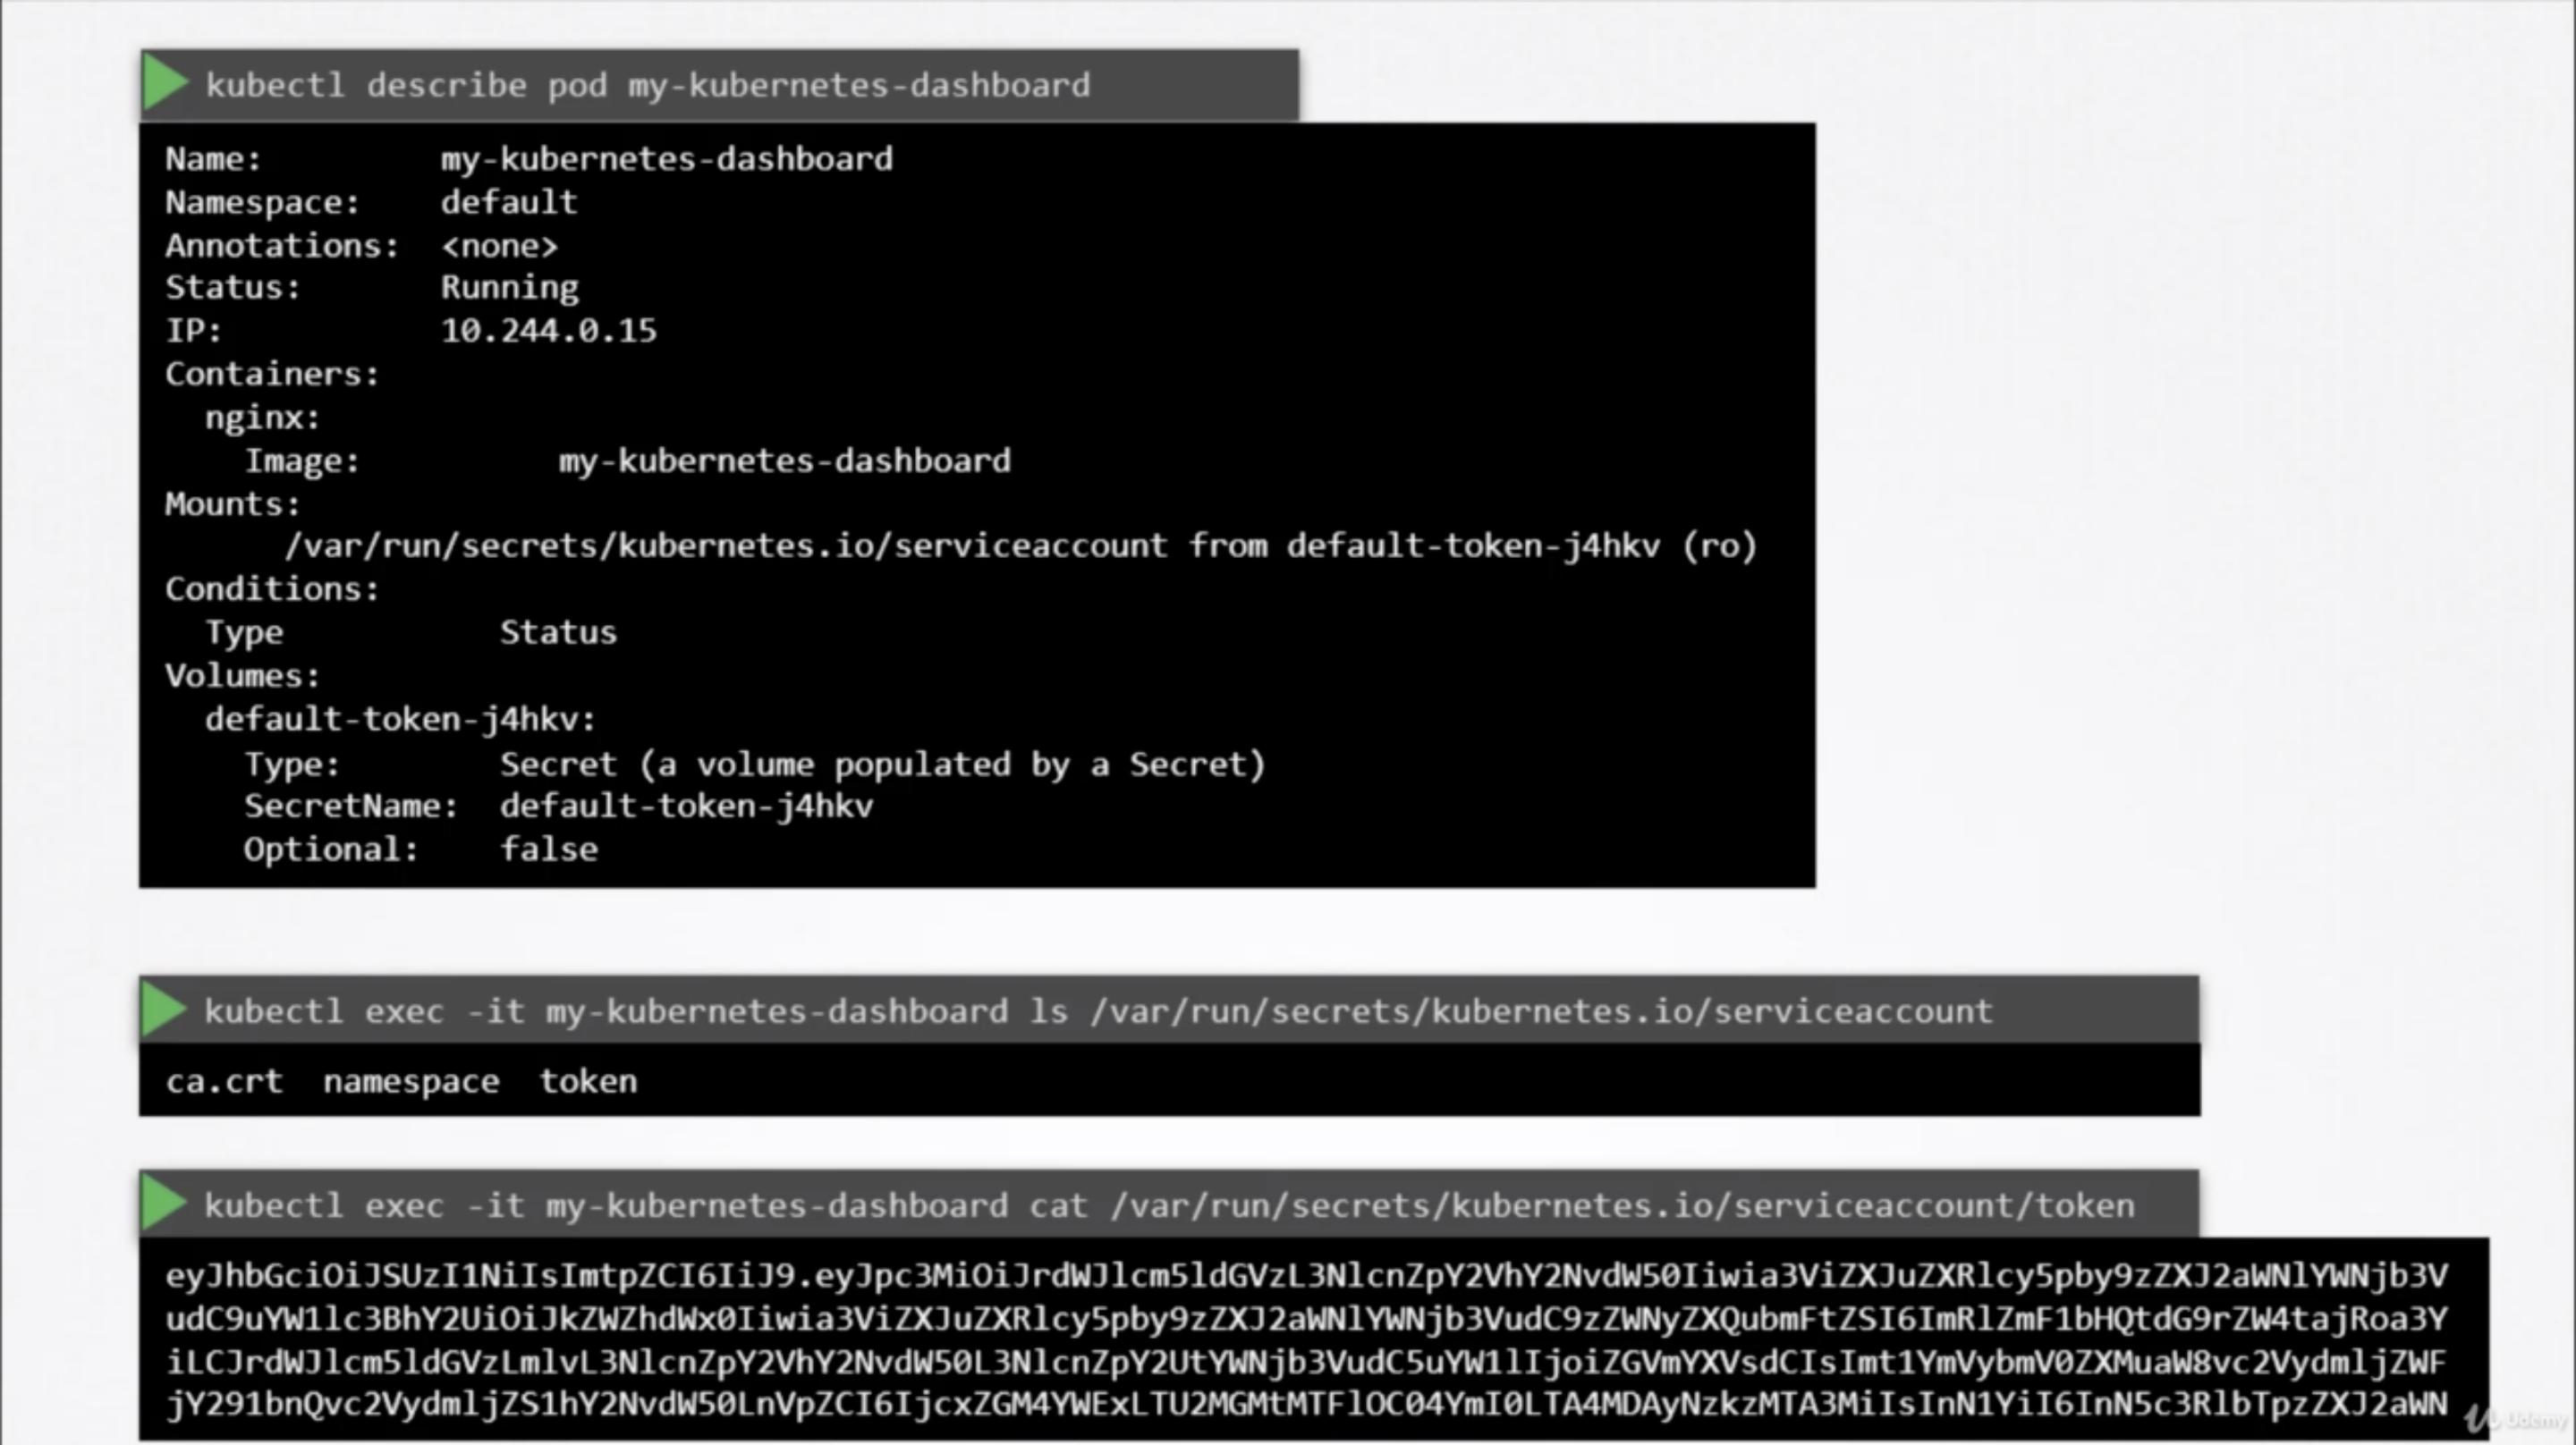 kubectl describe pod my-kubernetes-dashboard
Name: my-kubernetes-dashboard
Namespace: default
Annotations: <none>
Status: Running
IP: 10.244.0.15
Containers:
nginx:
Image: my-kubernetes-dashboard
Mounts:
/var/run/secrets/kubernetes.io/serviceaccount from default-token-j4hkv (ro)
Conditions:
Type Status
Volumes:
default-token-j4hkv:
Type: Secret (a volume populated by a Secret)
SecretName: default-token-j4hkv
Optional: false
kubectl exec -it my-kubernetes-dashboard ls /var/run/secrets/kubernetes.io/serviceaccount
ca.crt namespace token
kubectl exec -it my-kubernetes-dashboard cat /var/run/secrets/kubernetes.io/serviceaccount/token
eyJhbGciOiJSUzI1NiIsImtpZCI6IiJ9.eyJpc3MiOiJrdWJlcm5ldGVzL3NlcnZpY2VhY2NvdW50Iiwia3ViZXJuZXRlcy5pby9zZXJ2aWNlYWNjb3V
udC9uYW1lc3BhY2UiOiJkZWZhdWx0Iiwia3ViZXJuZXRlcy5pby9zZXJ2aWNlYWNjb3VudC9zZWNyZXQubmFtZSI6ImRlZmF1bHQtdG9rZW4tajRoa3Y
iLCJrdWJlcm5ldGVzLmlvL3NlcnZpY2VhY2NvdW50L3NlcnZpY2UtYWNjb3VudC5uYW1lIjoiZGVmYXVsdCIsImt1YmVybmV0ZXMuaW8vc2VydmljZWF
jY291bnQvc2VydmljZS1hY2NvdW50LnVpZCI6IjcxZGM4YWExLTU2MGMtMTFlOC04YmI0LTA4MDAyNzkzMTA3MiIsInN1YiI6InN5c3RlbTpzZXJ2aWN
Udemy